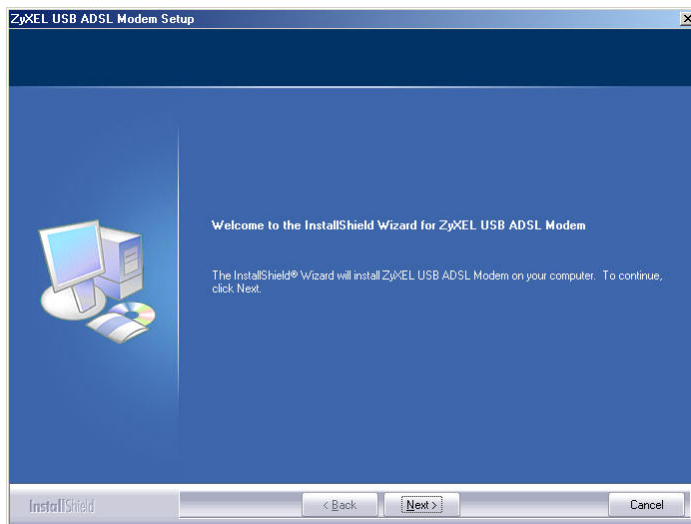 ZyXEL USB ADSL Modem Setup
Welcome to the InstallShield Wizard for ZyXEL USB ADSL Modem
The InstallShield® Wizard will install ZyXEL USB ADSL Modem on your computer. To continue,
click Next.
InstallShield
< Back
Next >
Cancel